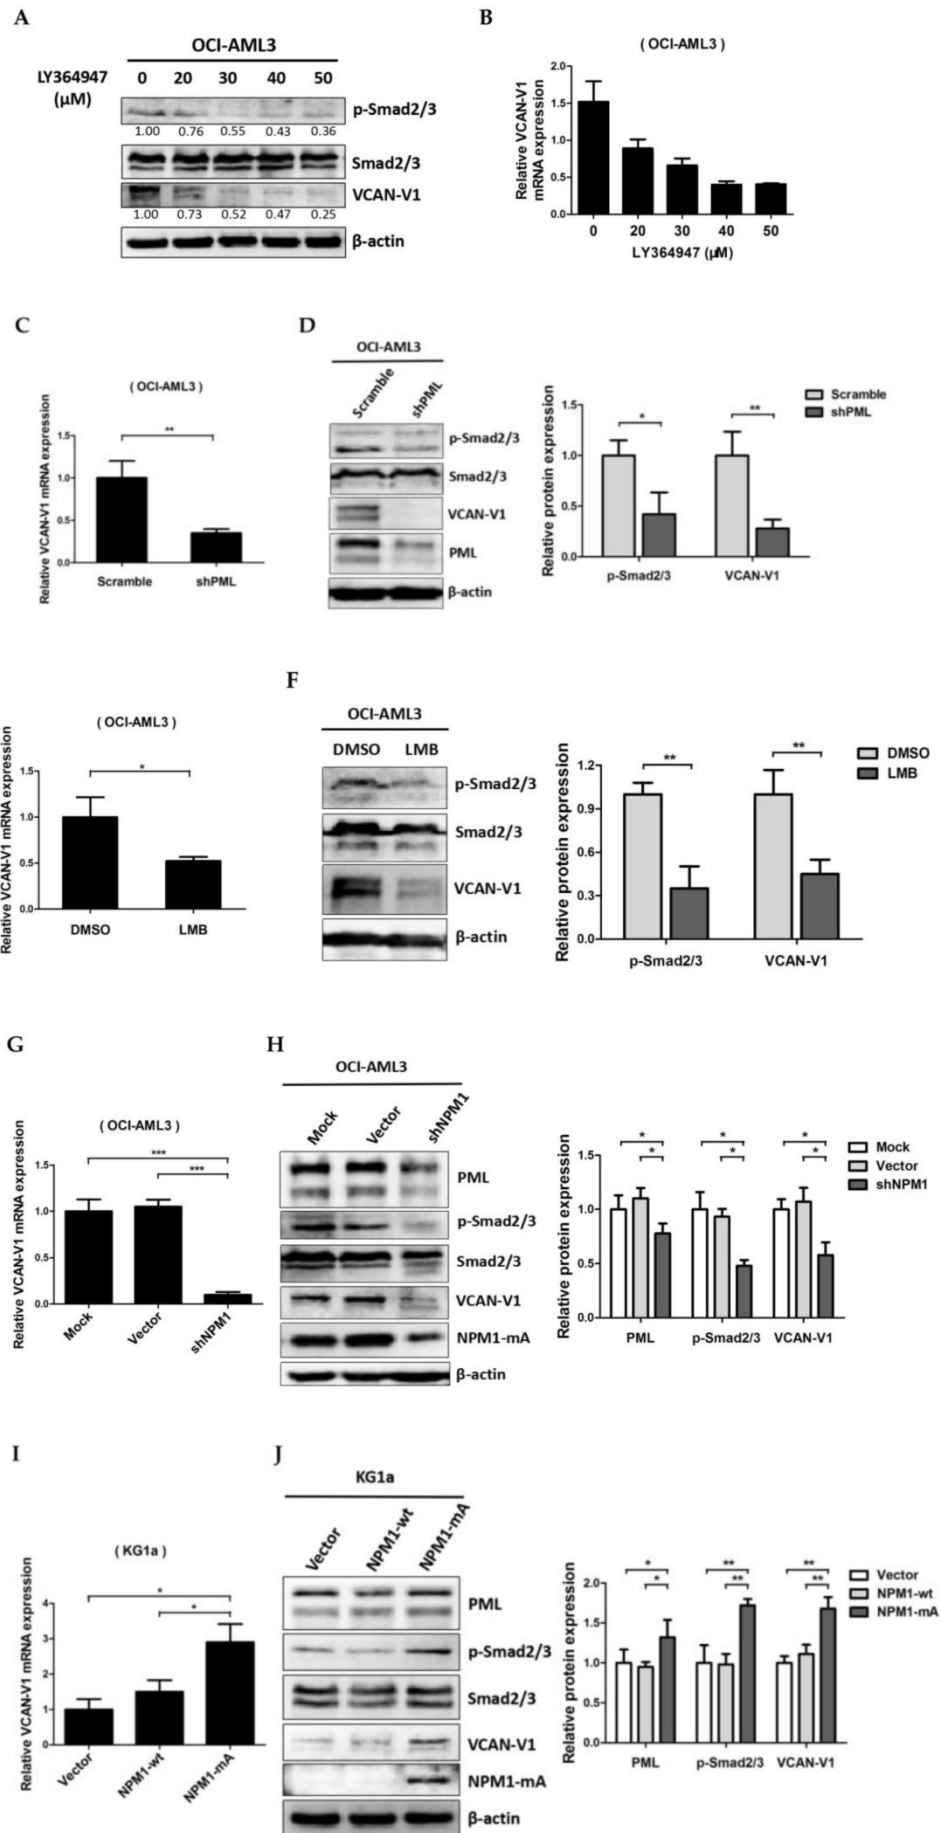 A
OCI-AML3
LY364947
(μM)
0 20 30 40 50
p-Smad2/3
1.00 0.76 0.55 0.43 0.36
Smad2/3
VCAN-V1
1.00 0.73 0.52 0.47 0.25
β-actin
B
( OCI-AML3 )
Relative VCAN-V1
mRNA expression
2.0
1.5
1.0
0.5
0.0
0 20 30 40 50
LY364947 (μM)
C
( OCI-AML3 )
Relative VCAN-V1 mRNA expression
1.5
1.0
0.5
0.0
**
Scramble shPML
D
OCI-AML3
Scramble shPML
p-Smad2/3
Smad2/3
VCAN-V1
PML
β-actin
Relative protein expression
1.5
1.0
0.5
0.0
* **
p-Smad2/3 VCAN-V1
Scramble
shPML
( OCI-AML3 )
Relative VCAN-V1 mRNA expression
1.5
1.0
0.5
0.0
*
DMSO LMB
F
OCI-AML3
DMSO LMB
p-Smad2/3
Smad2/3
VCAN-V1
β-actin
Relative protein expression
1.2
0.9
0.6
0.3
0.0
** **
p-Smad2/3 VCAN-V1
DMSO
LMB
G
( OCI-AML3 )
Relative VCAN-V1 mRNA expression
1.5
1.0
0.5
0.0
***
***
Mock Vector shNPM1
H
OCI-AML3
Mock Vector shNPM1
PML
p-Smad2/3
Smad2/3
VCAN-V1
NPM1-mA
β-actin
Relative protein expression
1.5
1.0
0.5
0.0
* * *
* * *
PML p-Smad2/3 VCAN-V1
Mock
Vector
shNPM1
I
( KG1a )
Relative VCAN-V1 mRNA expression
4
3
2
1
0
*
*
Vector NPM1-wt NPM1-mA
J
KG1a
Vector NPM1-wt NPM1-mA
PML
p-Smad2/3
Smad2/3
VCAN-V1
NPM1-mA
β-actin
Relative protein expression
2.0
1.5
1.0
0.5
0.0
* ** **
* ** **
PML p-Smad2/3 VCAN-V1
Vector
NPM1-wt
NPM1-mA